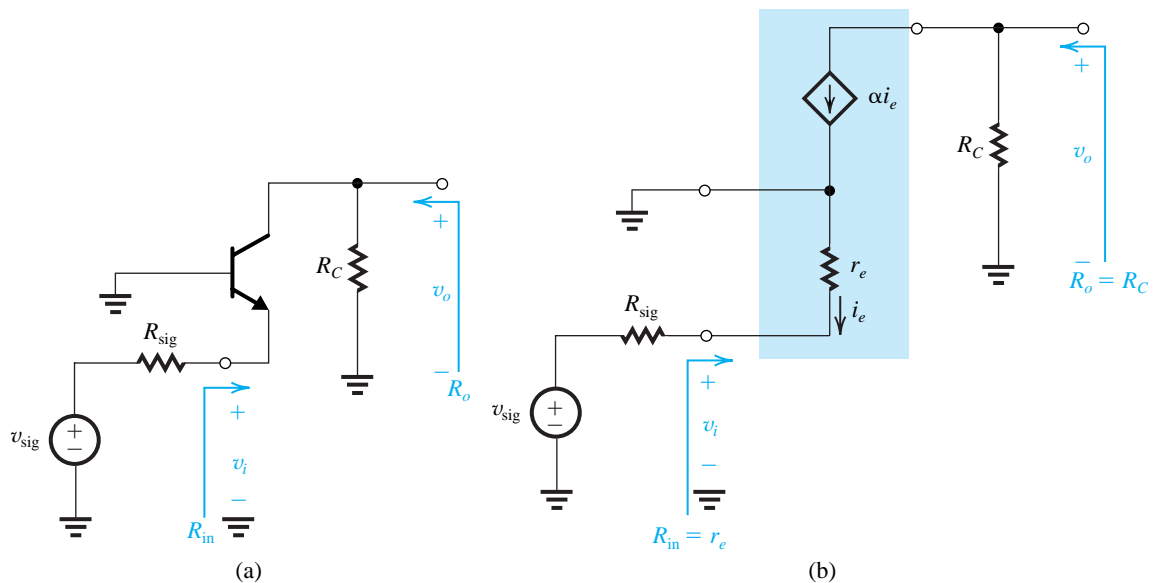 R_C
+
v_o
−
R_o
R_sig
v_sig
+
−
+
v_i
−
R_in
(a)
αi_e
R_C
+
v_o
−
R_o = R_C
r_e
i_e
R_sig
v_sig
+
−
+
v_i
−
R_in = r_e
(b)